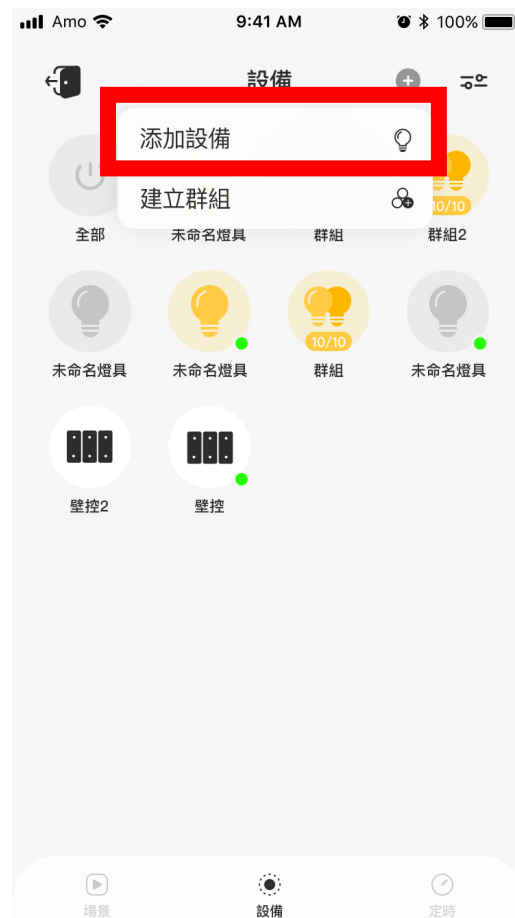 Amo 9:41 AM 100%
設備
添加設備
建立群組
10/10
全部 未命名燈具 群組 群組2
10/10
未命名燈具 未命名燈具 群組 未命名燈具
壁控2 壁控
場景 設備 定時